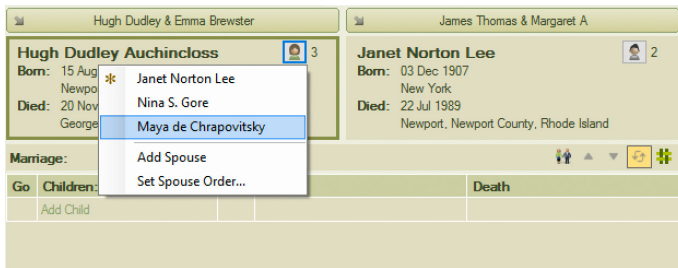 Hugh Dudley & Emma Brewster
James Thomas & Margaret A
Hugh Dudley Auchincloss
3
Born: 15 Aug
Newpo
Died: 20 Nov
George
Janet Norton Lee
Nina S. Gore
Maya de Chrapovitsky
Add Spouse
Set Spouse Order...
Janet Norton Lee
2
Born: 03 Dec 1907
New York
Died: 22 Jul 1989
Newport, Newport County, Rhode Island
Marriage:
Go Children: Death
Add Child